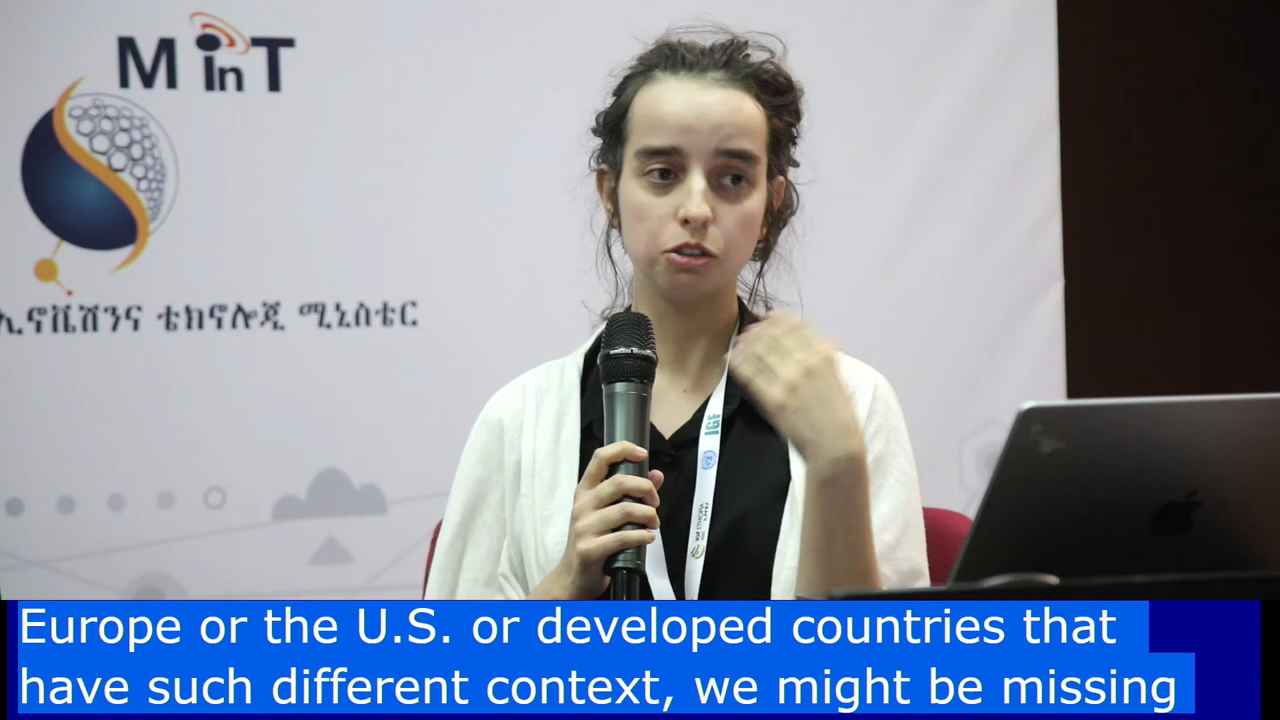 M in T
ኢኖቬሽንና ቴክኖሎጂ ሚኒስቴር
IGF
Europe or the U.S. or developed countries that
have such different context, we might be missing